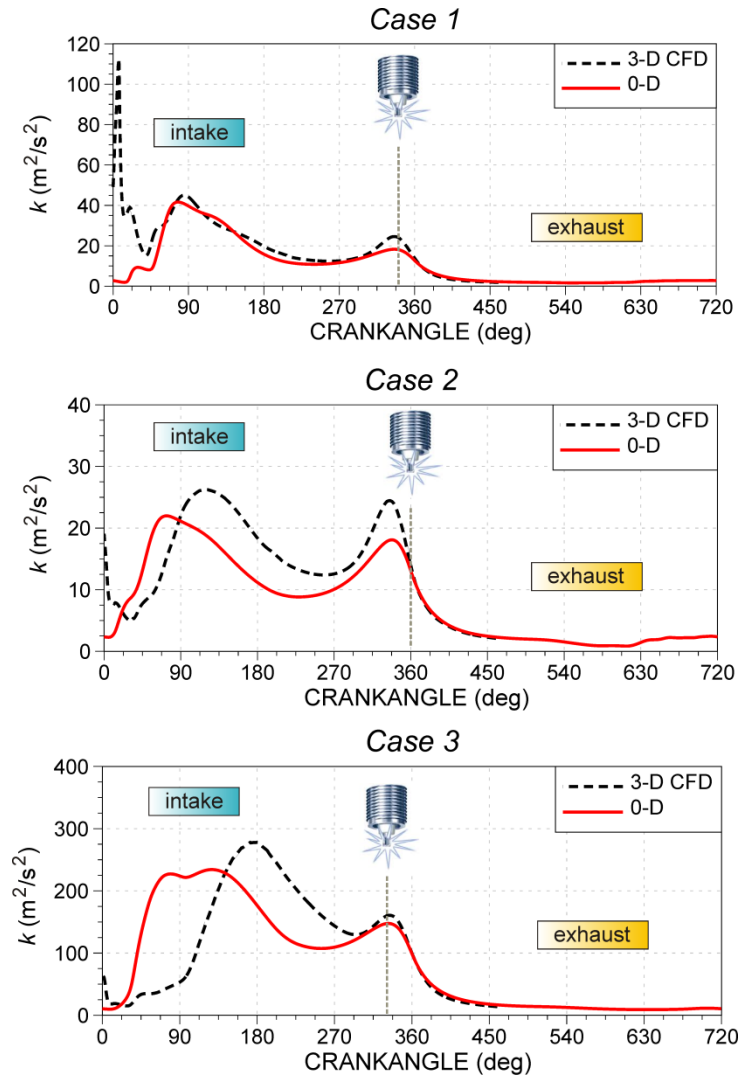 Case 1
120
100
80
60
40
20
0
k (m²/s²)
intake
3-D CFD
0-D
exhaust
0 90 180 270 360 450 540 630 720
CRANKANGLE (deg)
Case 2
40
30
20
10
0
k (m²/s²)
intake
3-D CFD
0-D
exhaust
0 90 180 270 360 450 540 630 720
CRANKANGLE (deg)
Case 3
400
300
200
100
0
k (m²/s²)
intake
3-D CFD
0-D
exhaust
0 90 180 270 360 450 540 630 720
CRANKANGLE (deg)